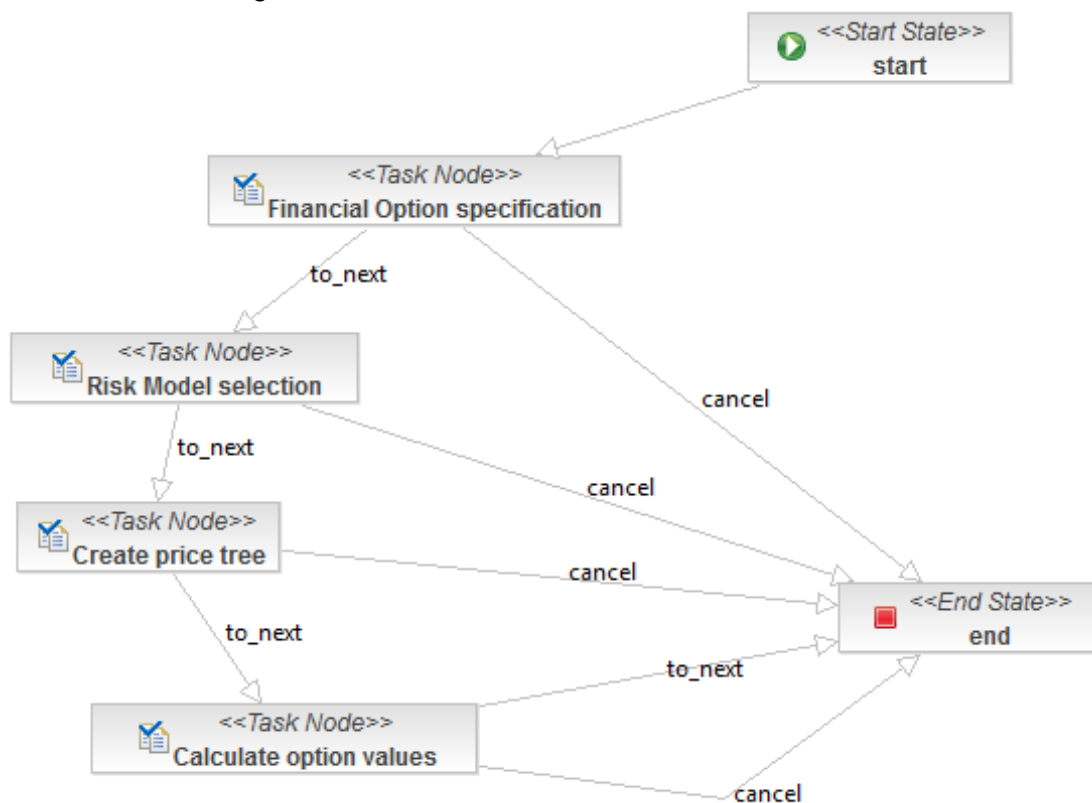 <<Start State>>
start
<<Task Node>>
Financial Option specification
to_next
<<Task Node>>
Risk Model selection
cancel
to_next
cancel
<<Task Node>>
Create price tree
cancel
<<End State>>
end
to_next
to_next
<<Task Node>>
Calculate option values
cancel